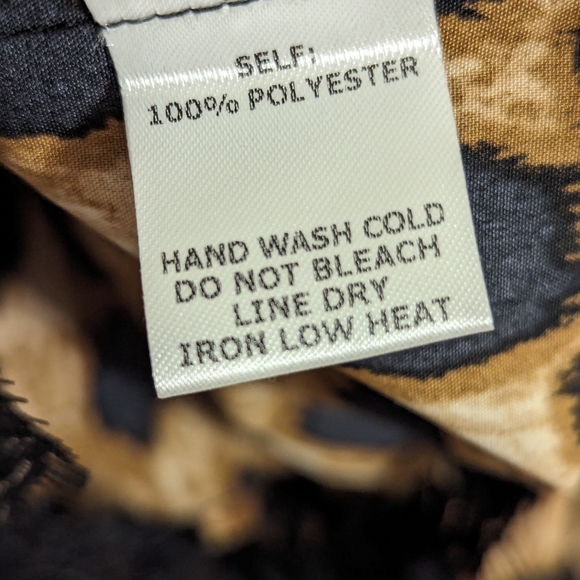 SELF:
100% POLYESTER
HAND WASH COLD
DO NOT BLEACH
LINE DRY
IRON LOW HEAT